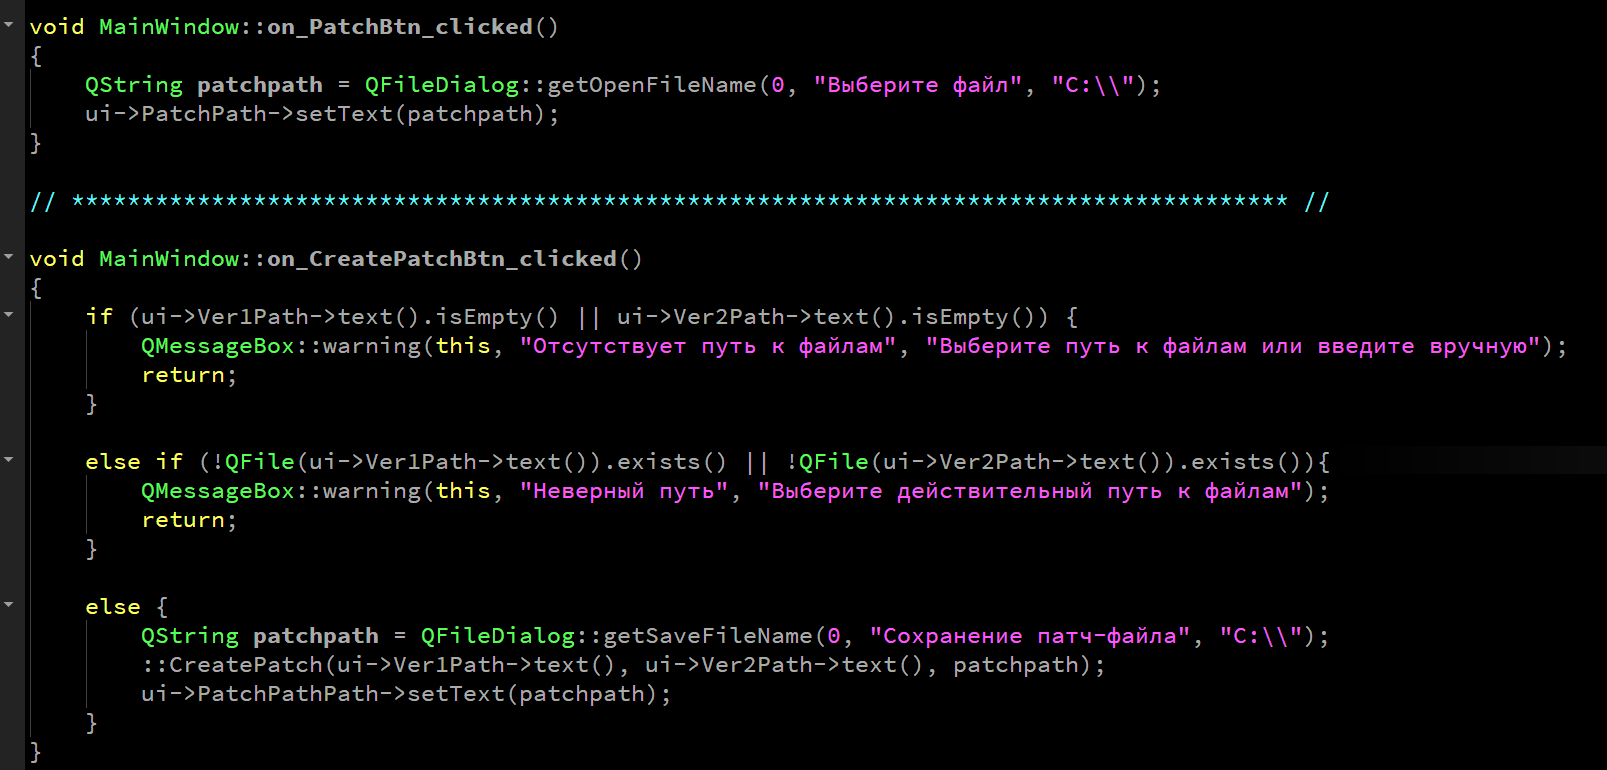 void MainWindow::on_PatchBtn_clicked()
{
    QString patchpath = QFileDialog::getOpenFileName(0, "Выберите файл", "C:\\");
    ui->PatchPath->setText(patchpath);
}
// *************************************************************************************** //
void MainWindow::on_CreatePatchBtn_clicked()
{
    if (ui->Ver1Path->text().isEmpty() || ui->Ver2Path->text().isEmpty()) {
        QMessageBox::warning(this, "Отсутствует путь к файлам", "Выберите путь к файлам или введите вручную");
        return;
    }
    else if (!QFile(ui->Ver1Path->text()).exists() || !QFile(ui->Ver2Path->text()).exists()){
        QMessageBox::warning(this, "Неверный путь", "Выберите действительный путь к файлам");
        return;
    }
    else {
        QString patchpath = QFileDialog::getSaveFileName(0, "Сохранение патч-файла", "C:\\");
        ::CreatePatch(ui->Ver1Path->text(), ui->Ver2Path->text(), patchpath);
        ui->PatchPathPath->setText(patchpath);
    }
}